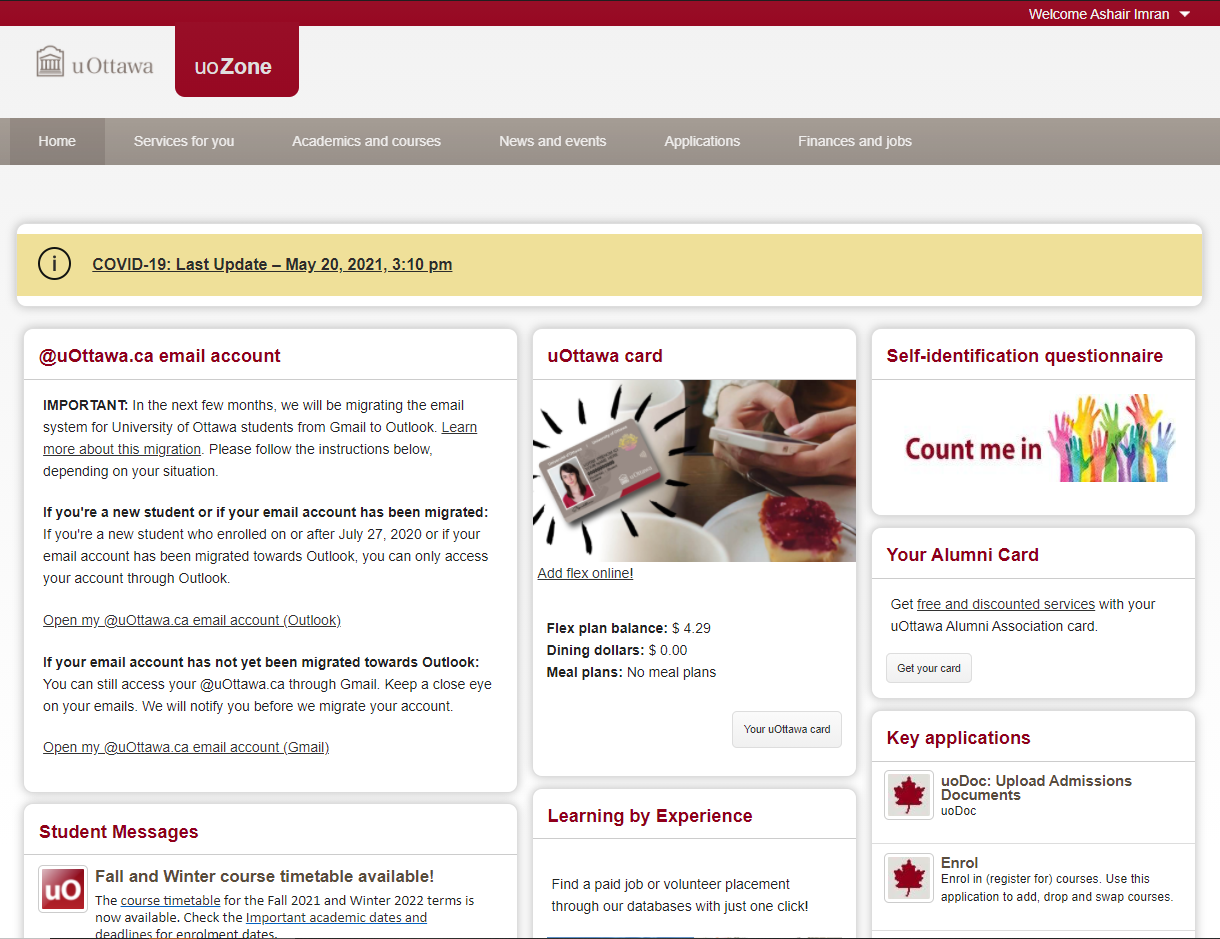 Welcome Ashair Imran
uOttawa
uoZone
Home
Services for you
Academics and courses
News and events
Applications
Finances and jobs
COVID-19: Last Update – May 20, 2021, 3:10 pm
@uOttawa.ca email account
IMPORTANT: In the next few months, we will be migrating the email
system for University of Ottawa students from Gmail to Outlook. Learn
more about this migration. Please follow the instructions below,
depending on your situation.
If you're a new student or if your email account has been migrated:
If you're a new student who enrolled on or after July 27, 2020 or if your
email account has been migrated towards Outlook, you can only access
your account through Outlook.
Open my @uOttawa.ca email account (Outlook)
If your email account has not yet been migrated towards Outlook:
You can still access your @uOttawa.ca through Gmail. Keep a close eye
on your emails. We will notify you before we migrate your account.
Open my @uOttawa.ca email account (Gmail)
Student Messages
uO
Fall and Winter course timetable available!
The course timetable for the Fall 2021 and Winter 2022 terms is
now available. Check the Important academic dates and
deadlines for enrolment dates.
uOttawa card
uOttawa
Add flex online!
Flex plan balance: $ 4.29
Dining dollars: $ 0.00
Meal plans: No meal plans
Your uOttawa card
Learning by Experience
Find a paid job or volunteer placement
through our databases with just one click!
Self-identification questionnaire
Count me in
Your Alumni Card
Get free and discounted services with your
uOttawa Alumni Association card.
Get your card
Key applications
uoDoc: Upload Admissions
Documents
uoDoc
Enrol
Enrol in (register for) courses. Use this
application to add, drop and swap courses.